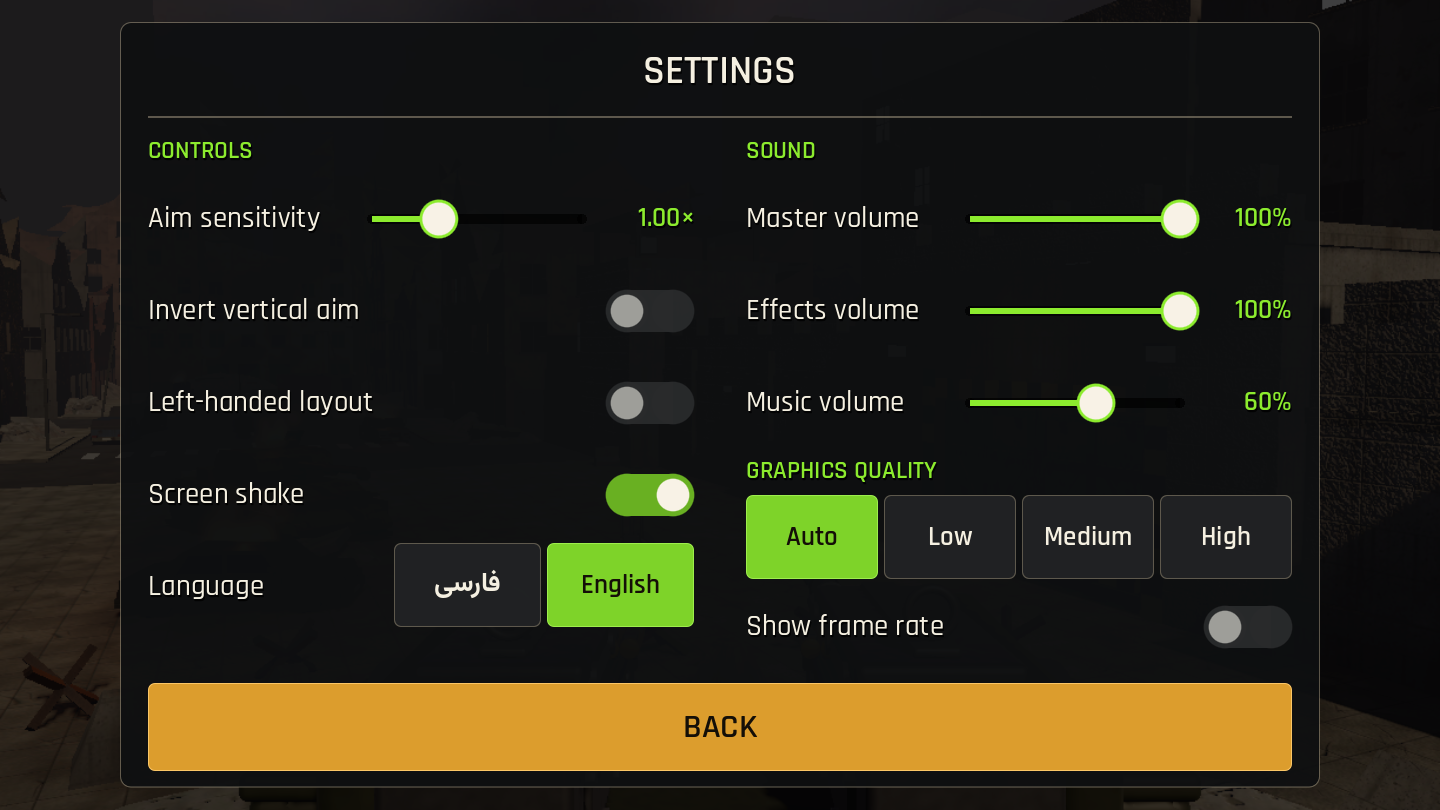 SETTINGS
CONTROLS
Aim sensitivity 1.00×
Invert vertical aim
Left-handed layout
Screen shake
Language فارسی English
SOUND
Master volume 100%
Effects volume 100%
Music volume 60%
GRAPHICS QUALITY
Auto Low Medium High
Show frame rate
BACK